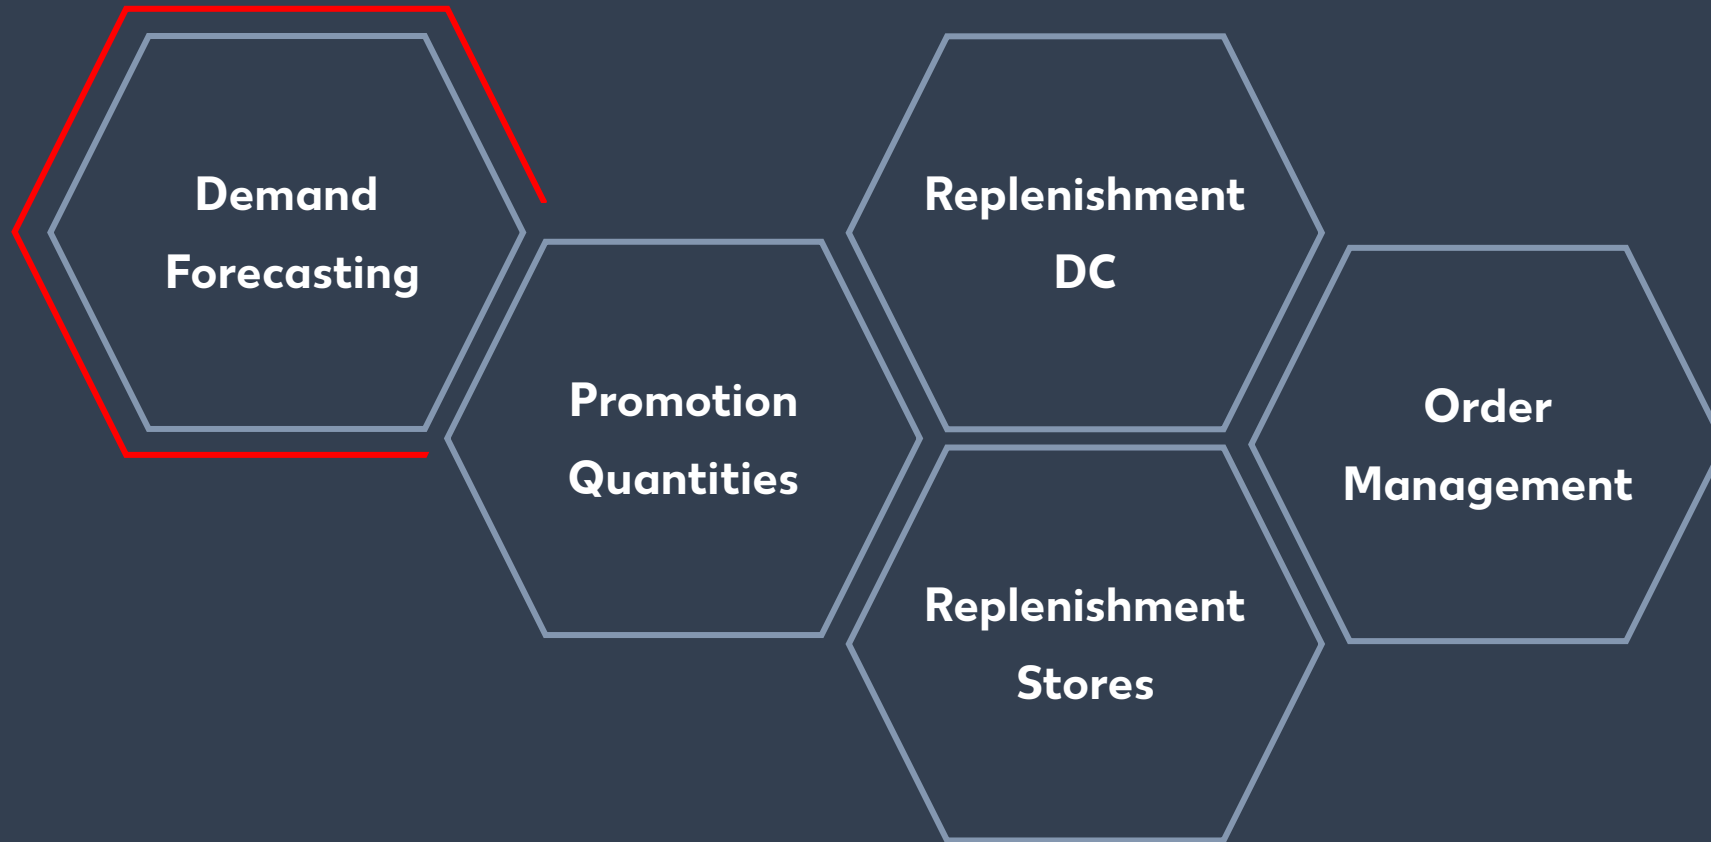 Demand
Forecasting
Promotion
Quantities
Replenishment
DC
Replenishment
Stores
Order
Management